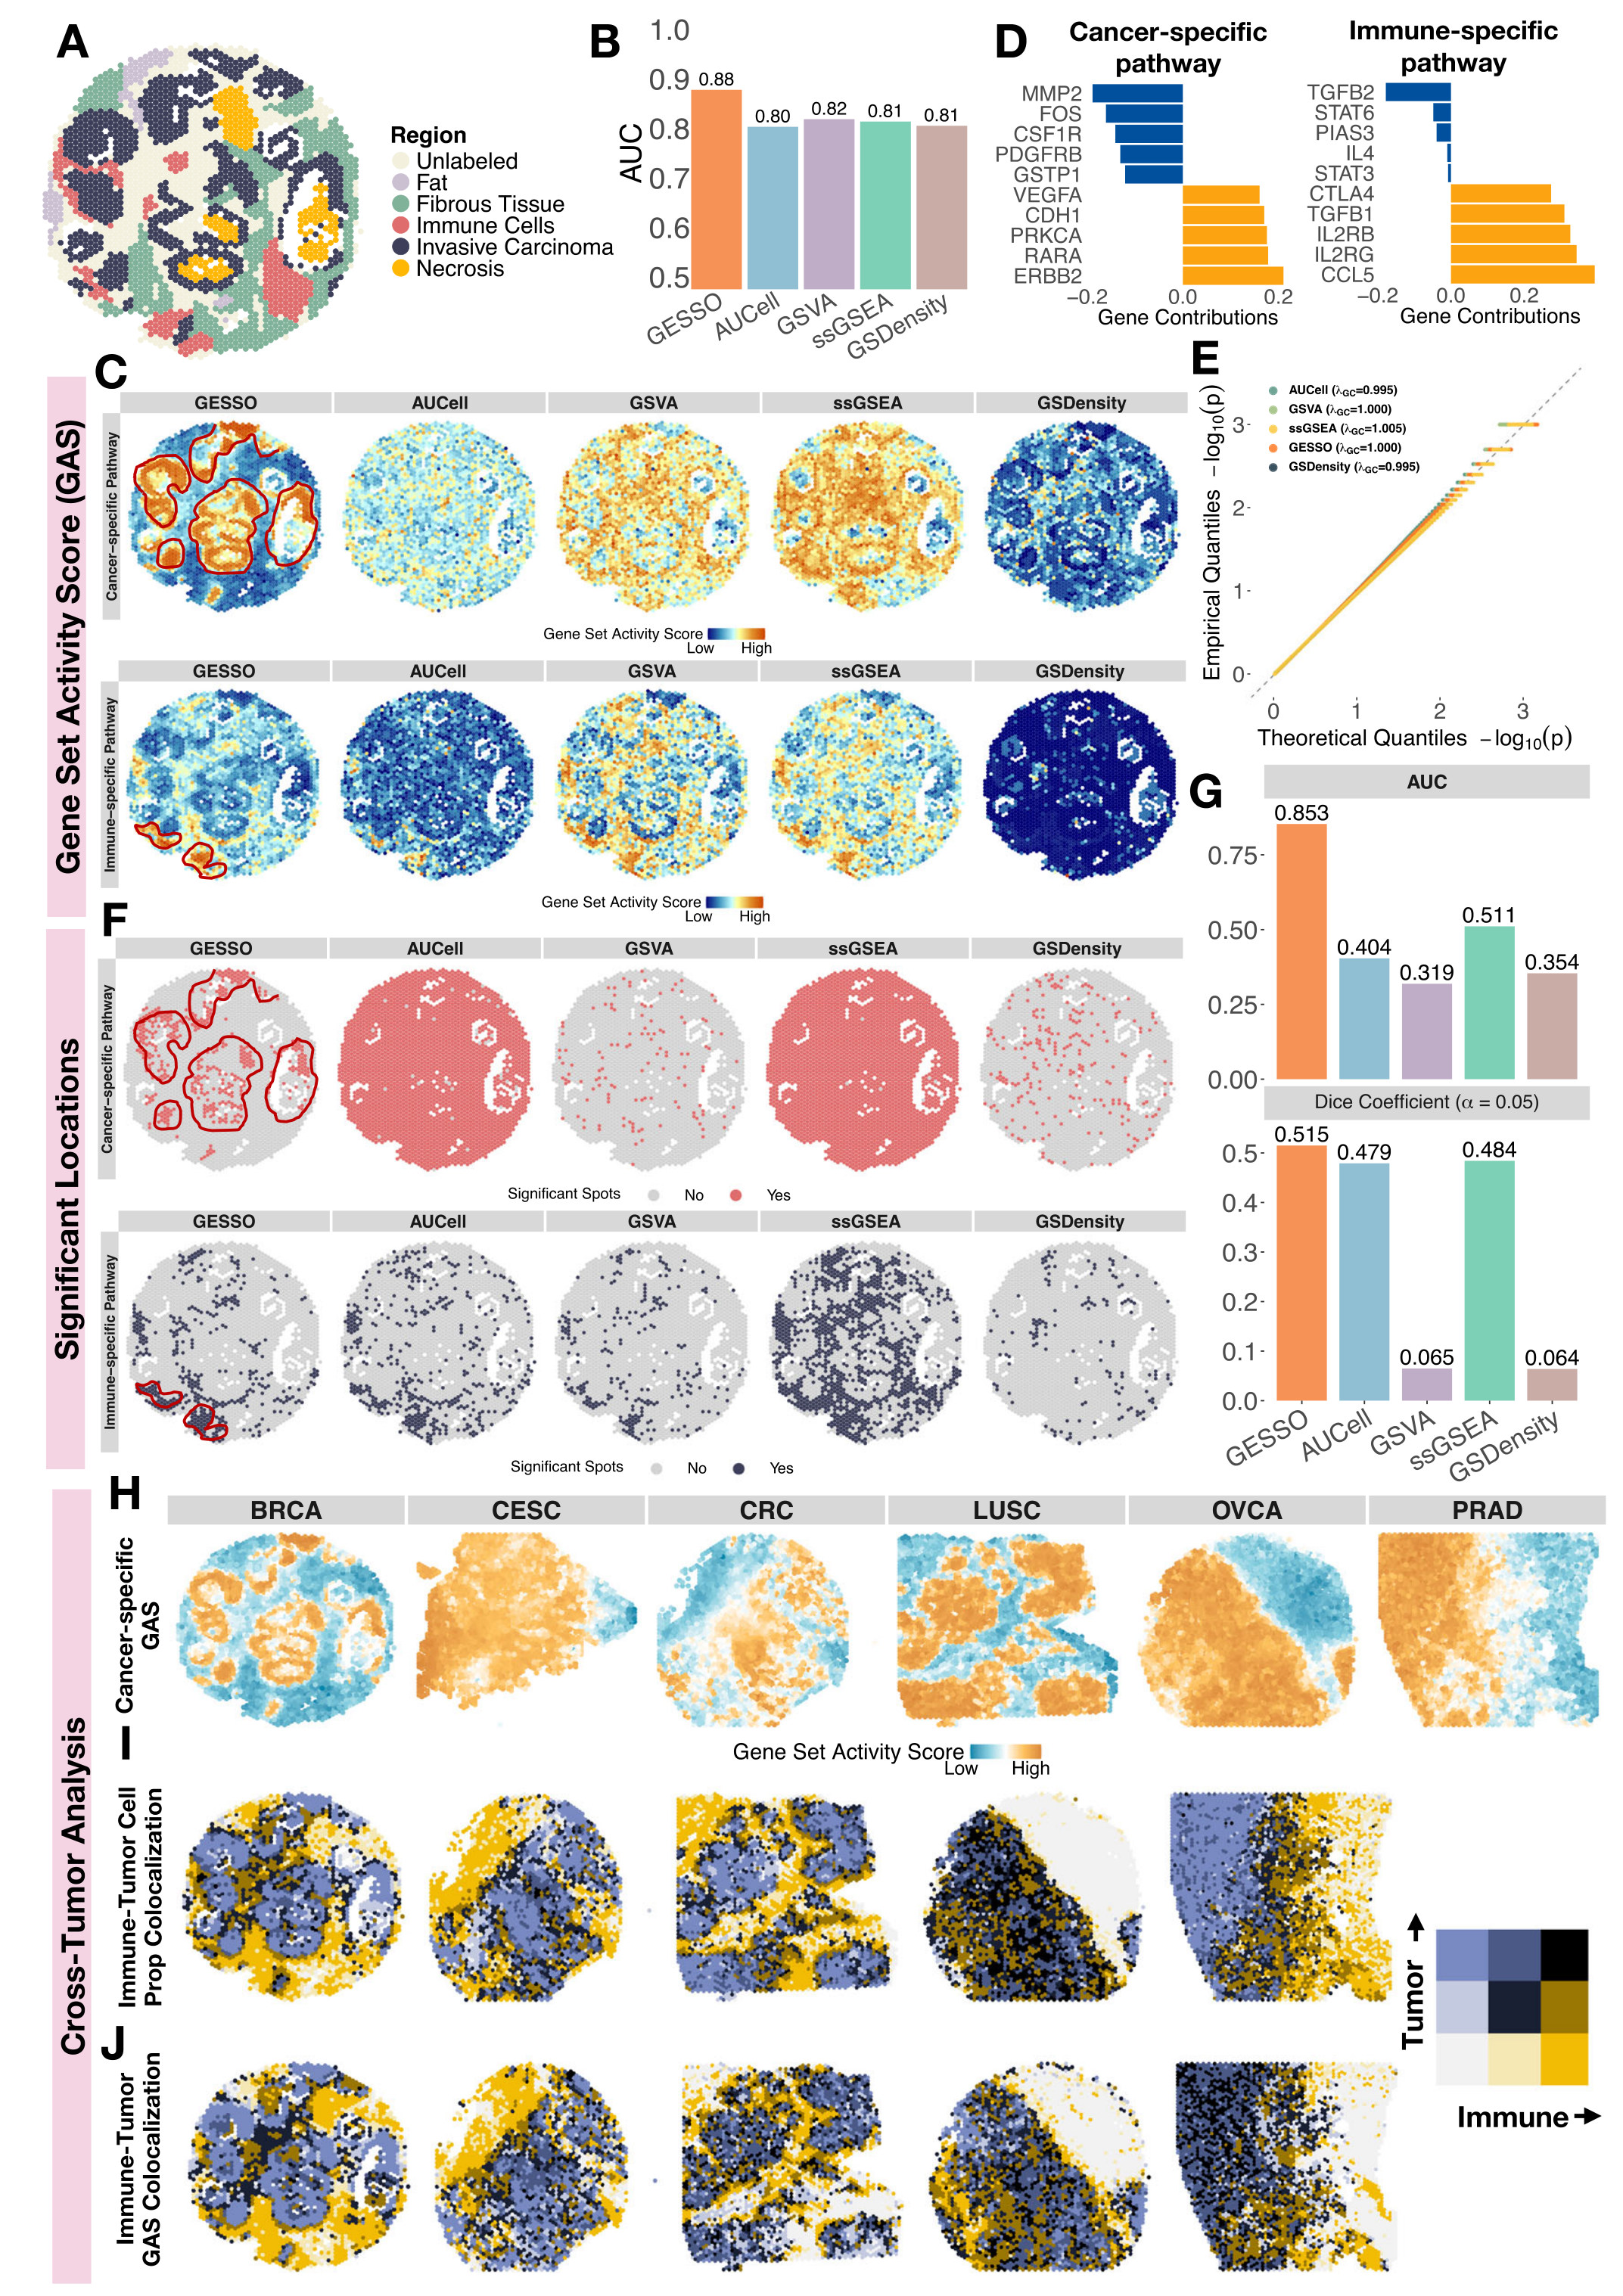 A
Region
Unlabeled
Fat
Fibrous Tissue
Immune Cells
Invasive Carcinoma
Necrosis
B
AUC
1.0
0.9
0.8
0.7
0.6
0.5
0.88
0.80
0.82
0.81
0.81
GESSO
AUCell
GSVA
ssGSEA
GSDensity
D
Cancer-specific
pathway
MMP2
FOS
CSF1R
PDGFRB
GSTP1
VEGFA
CDH1
PRKCA
RARA
ERBB2
−0.2 0.0 0.2
Gene Contributions
Immune-specific
pathway
TGFB2
STAT6
PIAS3
IL4
STAT3
CTLA4
TGFB1
IL2RB
IL2RG
CCL5
−0.2 0.0 0.2
Gene Contributions
Gene Set Activity Score (GAS)
C
GESSO AUCell GSVA ssGSEA GSDensity
Cancer−specific Pathway
Gene Set Activity Score
Low High
GESSO AUCell GSVA ssGSEA GSDensity
Immune−specific Pathway
Gene Set Activity Score
Low High
E
AUCell (λGC=0.995)
GSVA (λGC=1.000)
ssGSEA (λGC=1.005)
GESSO (λGC=1.000)
GSDensity (λGC=0.995)
Empirical Quantiles −log10(p)
3
2
1
0
0 1 2 3
Theoretical Quantiles −log10(p)
Significant Locations
F
GESSO AUCell GSVA ssGSEA GSDensity
Cancer−specific Pathway
Significant Spots No Yes
GESSO AUCell GSVA ssGSEA GSDensity
Immune−specific Pathway
Significant Spots No Yes
G
AUC
0.75
0.50
0.25
0.00
0.853
0.404
0.319
0.511
0.354
Dice Coefficient (α = 0.05)
0.5
0.4
0.3
0.2
0.1
0.0
0.515
0.479
0.065
0.484
0.064
GESSO
AUCell
GSVA
ssGSEA
GSDensity
Cross-Tumor Analysis
H
BRCA CESC CRC LUSC OVCA PRAD
Cancer-specific
GAS
Gene Set Activity Score
Low High
I
Immune-Tumor Cell
Prop Colocalization
J
Immune-Tumor
GAS Colocalization
Tumor
Immune